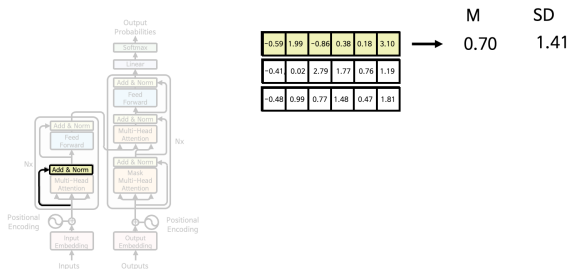 Output
Probabilities
Softmax
Linear
Add & Norm
Feed
Forward
Add & Norm
Multi-Head
Attention
Nx
Add & Norm
Mask
Multi-Head
Attention
Add & Norm
Feed
Forward
Nx
Add & Norm
Multi-Head
Attention
Positional
Encoding
Positional
Encoding
Input
Embedding
Output
Embedding
Inputs
Outputs
M SD
-0.59 1.99 -0.86 0.38 0.18 3.10 0.70 1.41
-0.41 0.02 2.79 1.77 0.76 1.19
-0.48 0.99 0.77 1.48 0.47 1.81